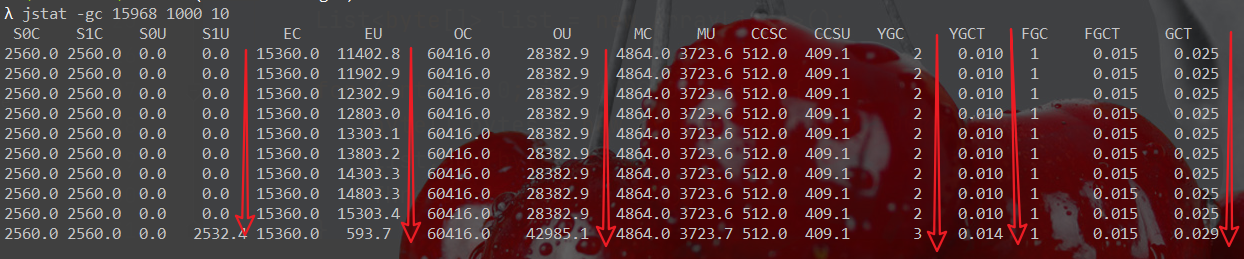 λ jstat -gc 15968 1000 10
S0C S1C S0U S1U EC EU OC OU MC MU CCSC CCSU YGC YGCT FGC FGCT GCT
2560.0 2560.0 0.0 0.0 15360.0 11402.8 60416.0 28382.9 4864.0 3723.6 512.0 409.1 2 0.010 1 0.015 0.025
2560.0 2560.0 0.0 0.0 15360.0 11902.9 60416.0 28382.9 4864.0 3723.6 512.0 409.1 2 0.010 1 0.015 0.025
2560.0 2560.0 0.0 0.0 15360.0 12302.9 60416.0 28382.9 4864.0 3723.6 512.0 409.1 2 0.010 1 0.015 0.025
2560.0 2560.0 0.0 0.0 15360.0 12803.0 60416.0 28382.9 4864.0 3723.6 512.0 409.1 2 0.010 1 0.015 0.025
2560.0 2560.0 0.0 0.0 15360.0 13303.1 60416.0 28382.9 4864.0 3723.6 512.0 409.1 2 0.010 1 0.015 0.025
2560.0 2560.0 0.0 0.0 15360.0 13803.2 60416.0 28382.9 4864.0 3723.6 512.0 409.1 2 0.010 1 0.015 0.025
2560.0 2560.0 0.0 0.0 15360.0 14303.3 60416.0 28382.9 4864.0 3723.6 512.0 409.1 2 0.010 1 0.015 0.025
2560.0 2560.0 0.0 0.0 15360.0 14803.3 60416.0 28382.9 4864.0 3723.6 512.0 409.1 2 0.010 1 0.015 0.025
2560.0 2560.0 0.0 0.0 15360.0 15303.4 60416.0 28382.9 4864.0 3723.6 512.0 409.1 2 0.010 1 0.015 0.025
2560.0 2560.0 0.0 2532.4 15360.0 593.7 60416.0 42985.1 4864.0 3723.7 512.0 409.1 3 0.014 1 0.015 0.029